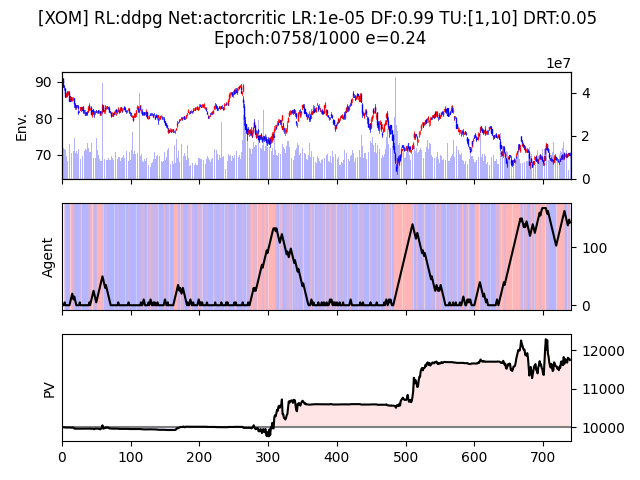 [XOM] RL:ddpg Net:actorcritic LR:1e-05 DF:0.99 TU:[1,10] DRT:0.05
Epoch:0758/1000 e=0.24
1e7
90
80
70
Env.
4
2
0
Agent
100
0
PV
12000
11000
10000
0 100 200 300 400 500 600 700